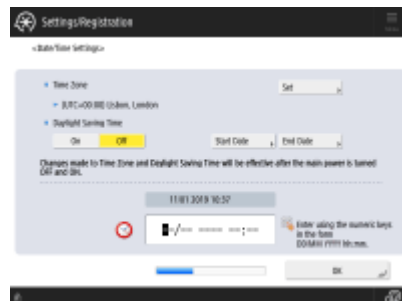 Settings/Registration
Menu
<Date/Time Settings>
Time Zone
Set
(UTC+00:00) Lisbon, London
Daylight Saving Time
On
Off
Start Date
End Date
Changes made to Time Zone and Daylight Saving Time will be effective after the main power is turned
OFF and ON.
11/01 2019 10:37
--/-- ---- --:--
Enter using the numeric keys
in the form
DD/MM YYYY hh:mm.
OK